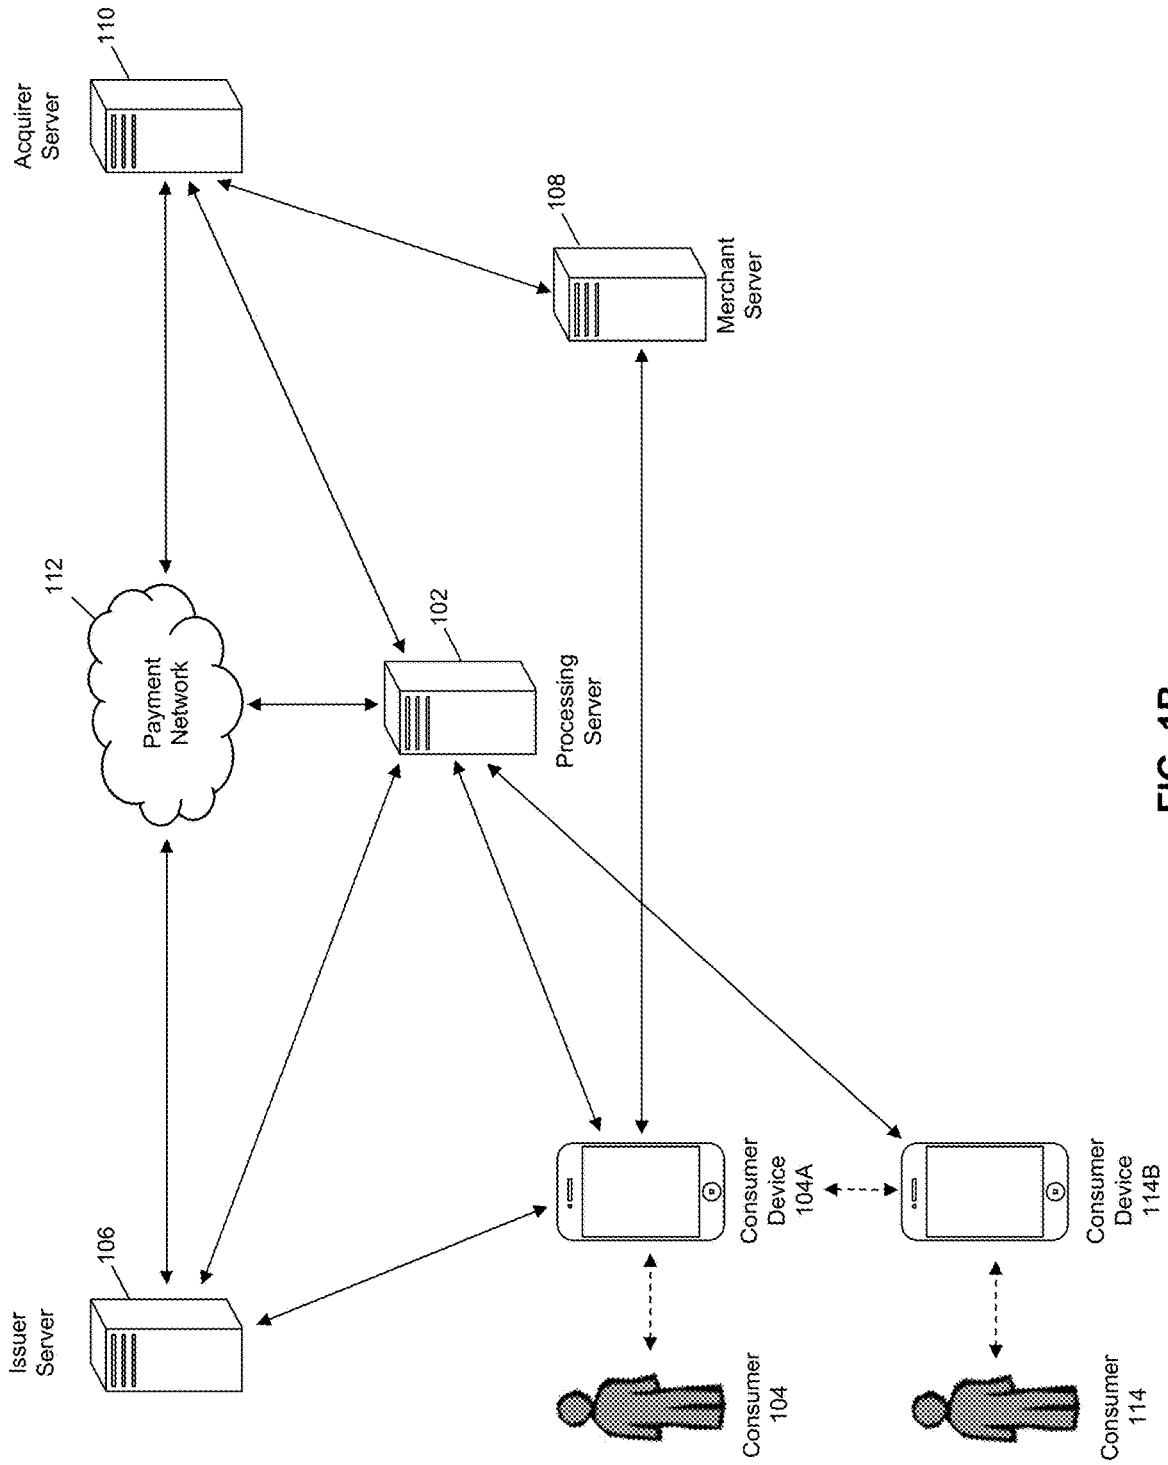 Issuer
Server
106
Payment
Network
112
Acquirer
Server
110
102
Processing
Server
108
Merchant
Server
Consumer
104
Consumer
Device
104A
Consumer
114
Consumer
Device
114B